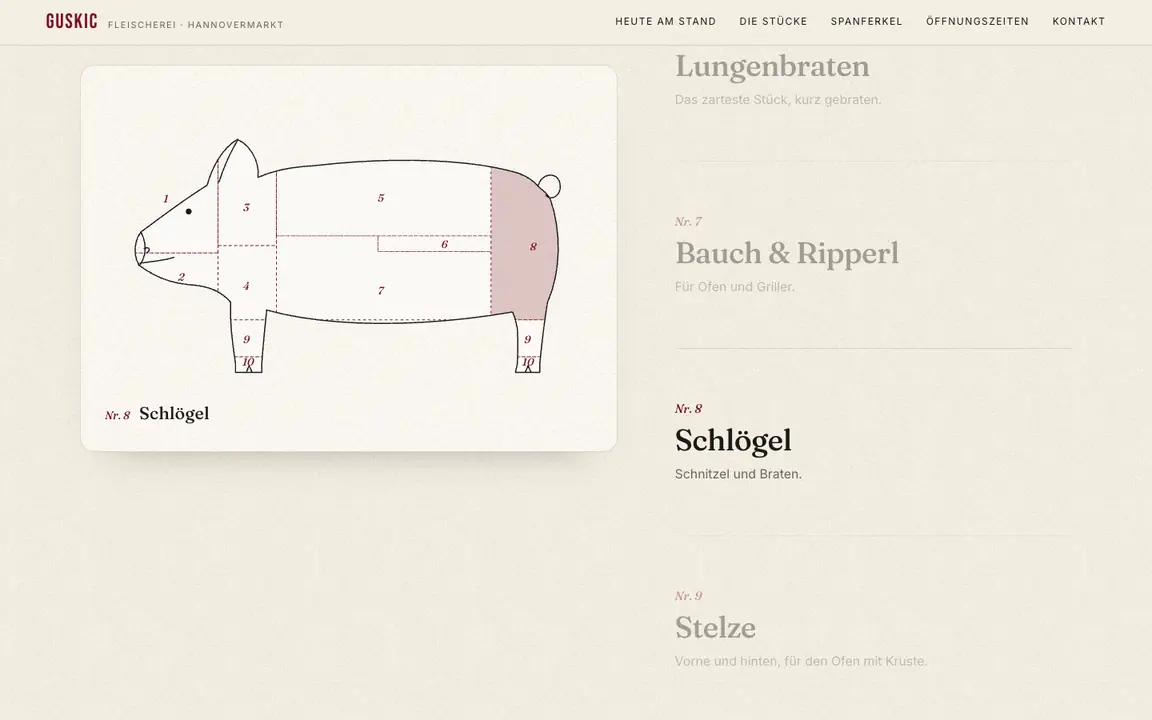 GUSKIC FLEISCHEREI · HANNOVERMARKT
HEUTE AM STAND DIE STÜCKE SPANFERKEL ÖFFNUNGSZEITEN KONTAKT
1
2
3
4
5
6
7
8
9
10
9
10
Nr. 8 Schlögel
Lungenbraten
Das zarteste Stück, kurz gebraten.
Nr. 7
Bauch & Ripperl
Für Ofen und Griller.
Nr. 8
Schlögel
Schnitzel und Braten.
Nr. 9
Stelze
Vorne und hinten, für den Ofen mit Kruste.